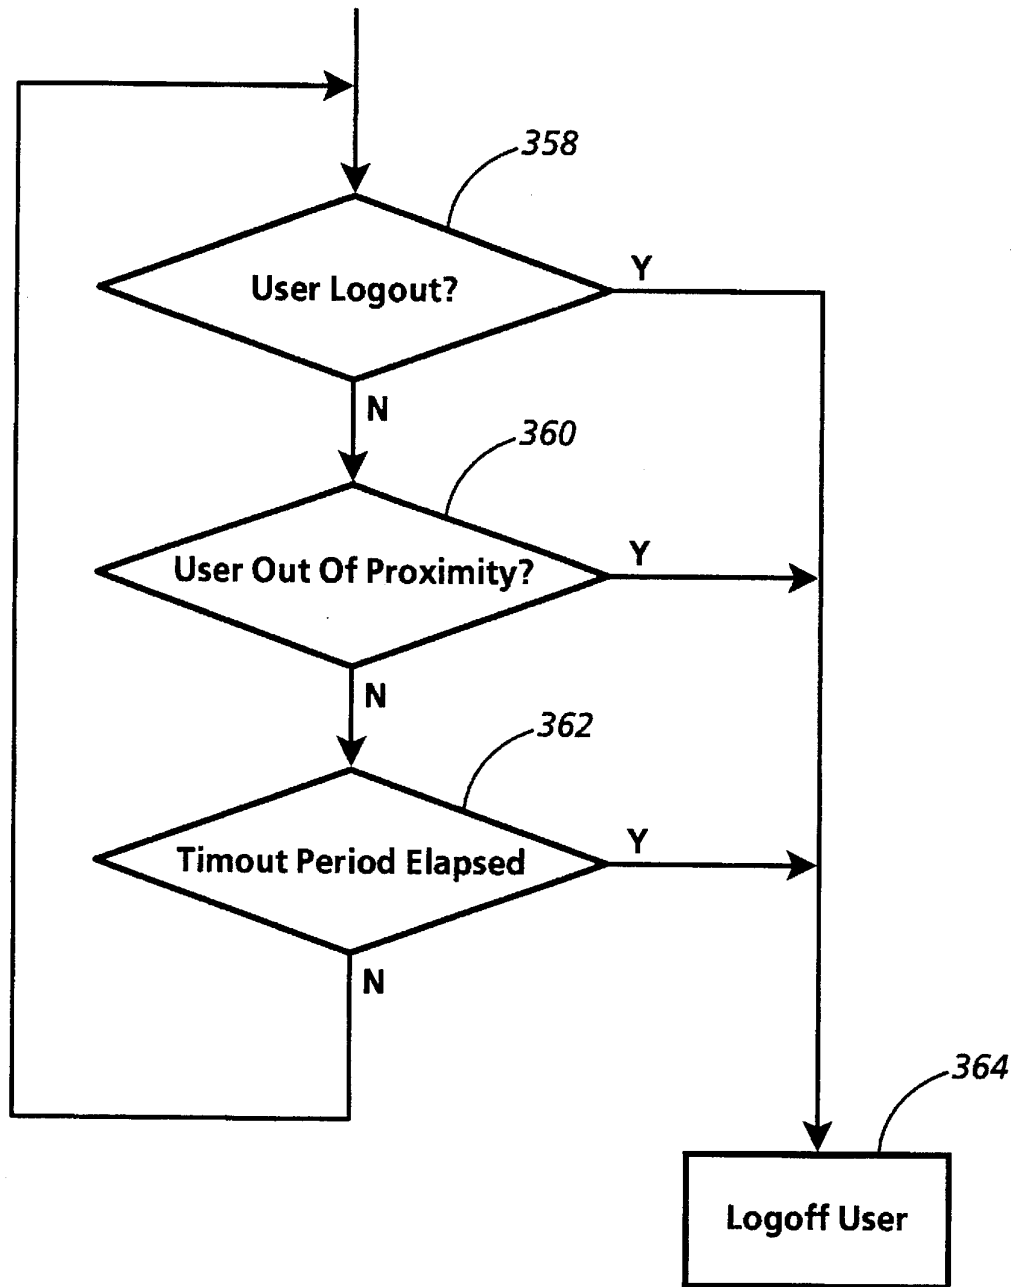 358
User Logout?
Y
N
360
User Out Of Proximity?
Y
N
362
Timout Period Elapsed
Y
N
364
Logoff User